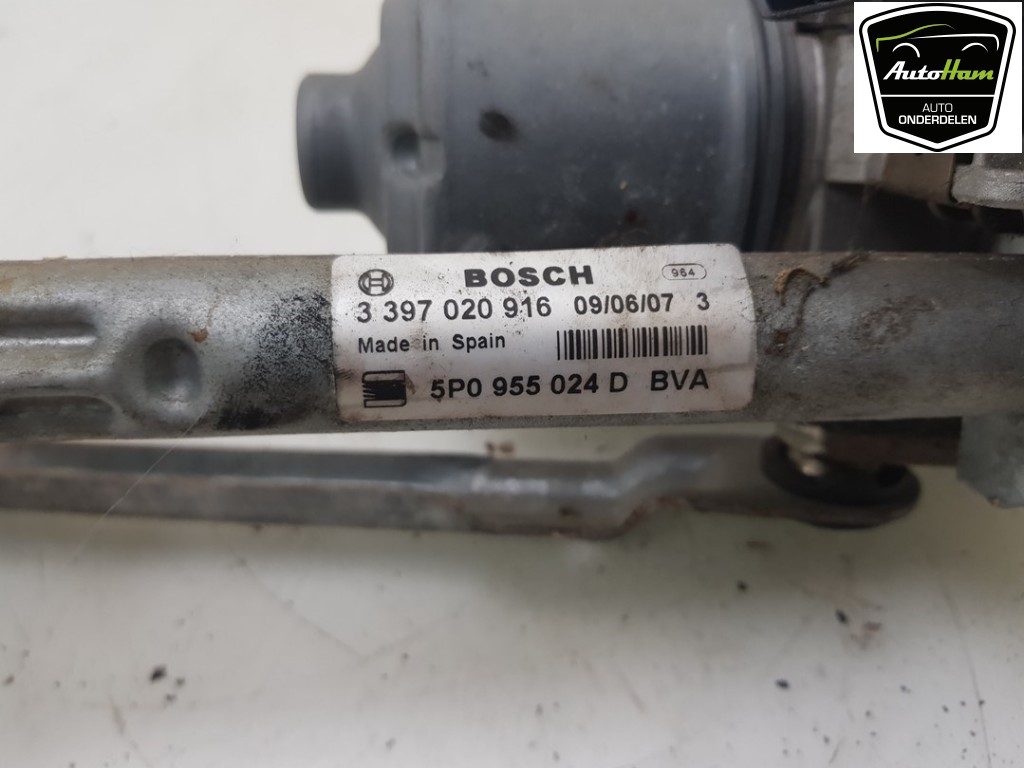 AutoHam
AUTO
ONDERDELEN
BOSCH 964
3 397 020 916 09/06/07 3
Made in Spain
5P0 955 024 D BVA